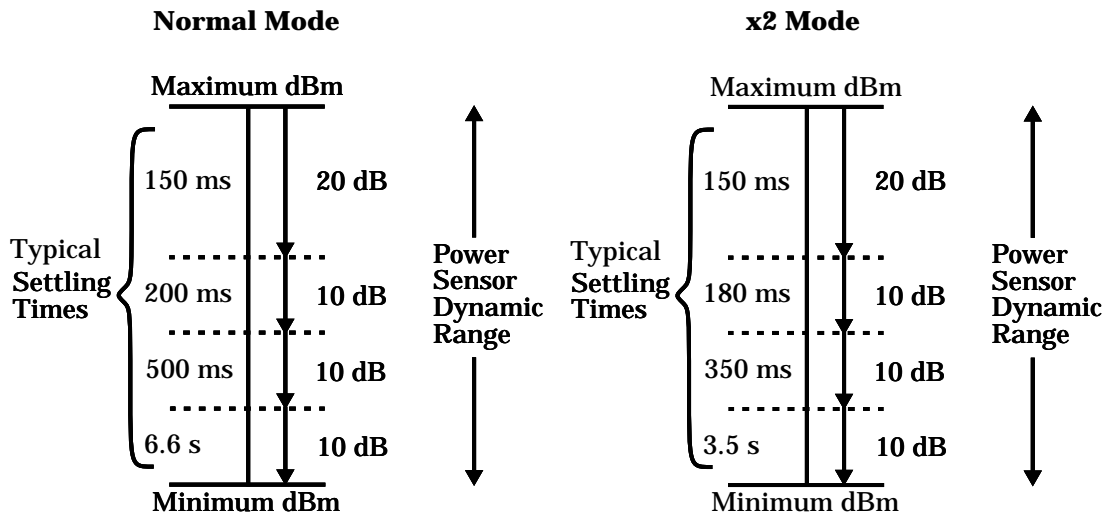 Normal Mode
Maximum dBm
150 ms
20 dB
Typical
Settling
Times
200 ms
10 dB
500 ms
10 dB
6.6 s
10 dB
Minimum dBm
Power
Sensor
Dynamic
Range
x2 Mode
Maximum dBm
150 ms
20 dB
Typical
Settling
Times
180 ms
10 dB
350 ms
10 dB
3.5 s
10 dB
Minimum dBm
Power
Sensor
Dynamic
Range